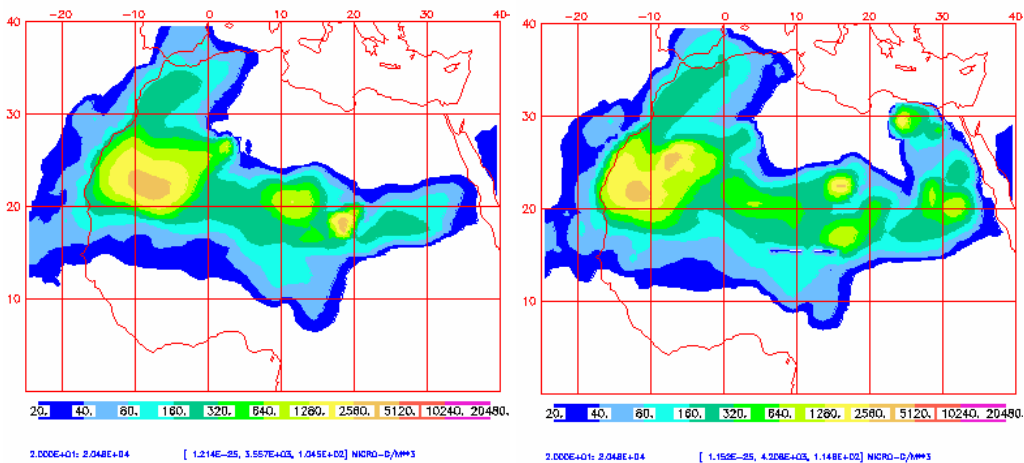 -20 -10 0 10 20 30 40-
40
30
20
10
20, 40, 80, 160, 320, 640, 1280, 2560, 5120, 10240, 20480,
2.000E+01: 2.048E+04 [ 1.214E-25, 3.557E+03, 1.045E+02] MICRO-G/M**3
-20 -10 0 10 20 30 40-
40
30
20
10
20, 40, 80, 160, 320, 640, 1280, 2560, 5120, 10240, 20480,
2.000E+01: 2.048E+04 [ 1.152E-25, 4.208E+03, 1.148E+02] MICRO-G/M**3